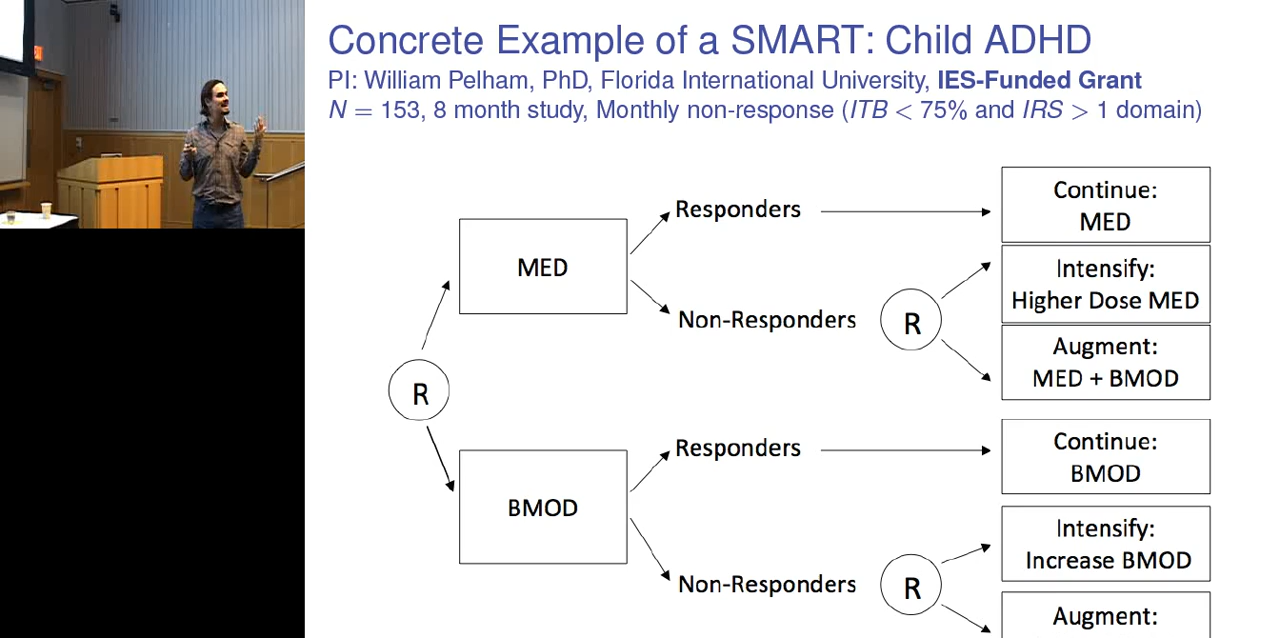 Concrete Example of a SMART: Child ADHD
PI: William Pelham, PhD, Florida International University, IES-Funded Grant
N = 153, 8 month study, Monthly non-response (ITB < 75% and IRS > 1 domain)
Responders
Continue:
MED
MED
Intensify:
Higher Dose MED
Non-Responders
R
Augment:
MED + BMOD
R
Responders
Continue:
BMOD
BMOD
Intensify:
Increase BMOD
Non-Responders
R
Augment: